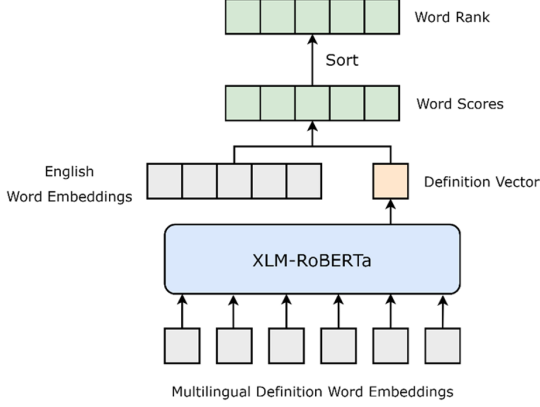 Word Rank
Sort
Word Scores
English
Word Embeddings
Definition Vector
XLM-RoBERTa
Multilingual Definition Word Embeddings